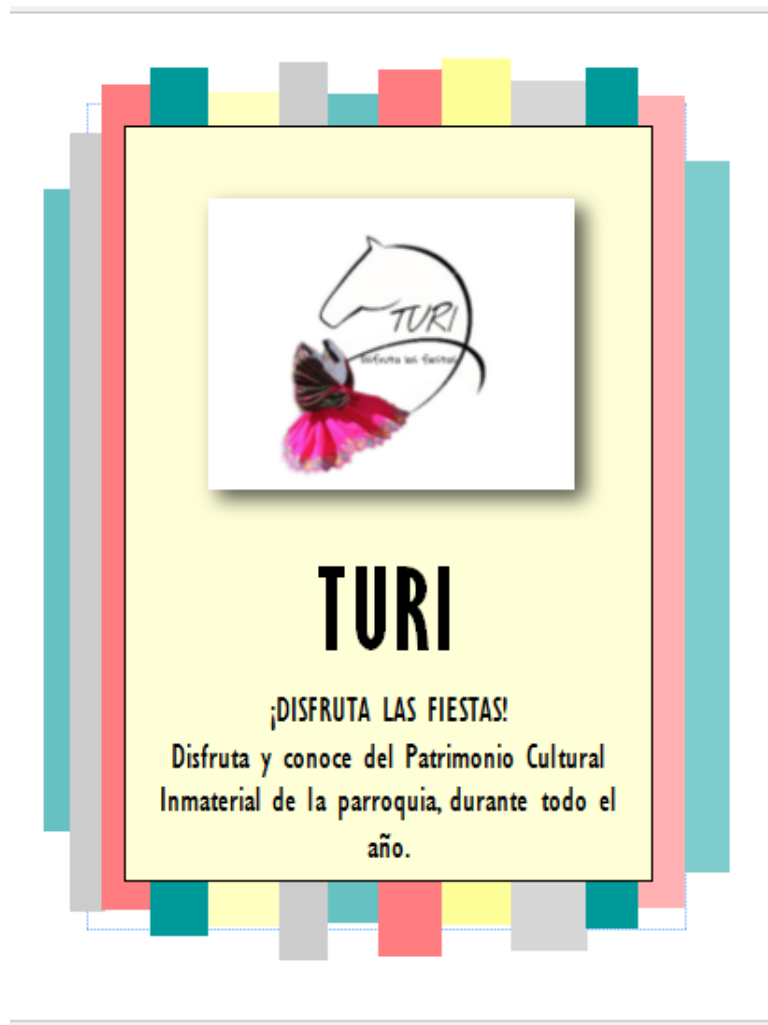 TURI
Disfruta las fiestas
TURI
¡DISFRUTA LAS FIESTAS!
Disfruta y conoce del Patrimonio Cultural
Inmaterial de la parroquia, durante todo el
año.